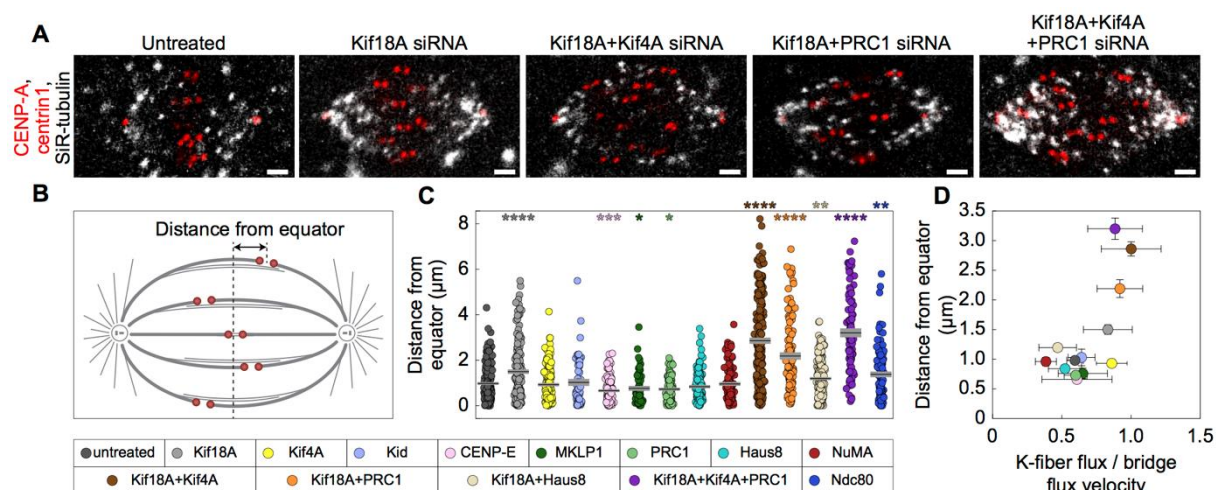 A
Untreated
Kif18A siRNA
Kif18A+Kif4A siRNA
Kif18A+PRC1 siRNA
Kif18A+Kif4A+
+PRC1 siRNA
CENP-A,
centrin1,
SiR-tubulin
B
Distance from equator
C
Distance from
equator (µm)
8
6
4
2
0
****
***
*
*
****
****
**
****
**
D
Distance from equator
(µm)
3.5
3.0
2.5
2.0
1.5
1.0
0.5
0
0
0.5
1.0
1.5
K-fiber flux / bridge
flux velocity
untreated
Kif18A
Kif4A
Kid
CENP-E
MKLP1
PRC1
Haus8
NuMA
Kif18A+Kif4A
Kif18A+PRC1
Kif18A+Haus8
Kif18A+Kif4A+PRC1
Ndc80